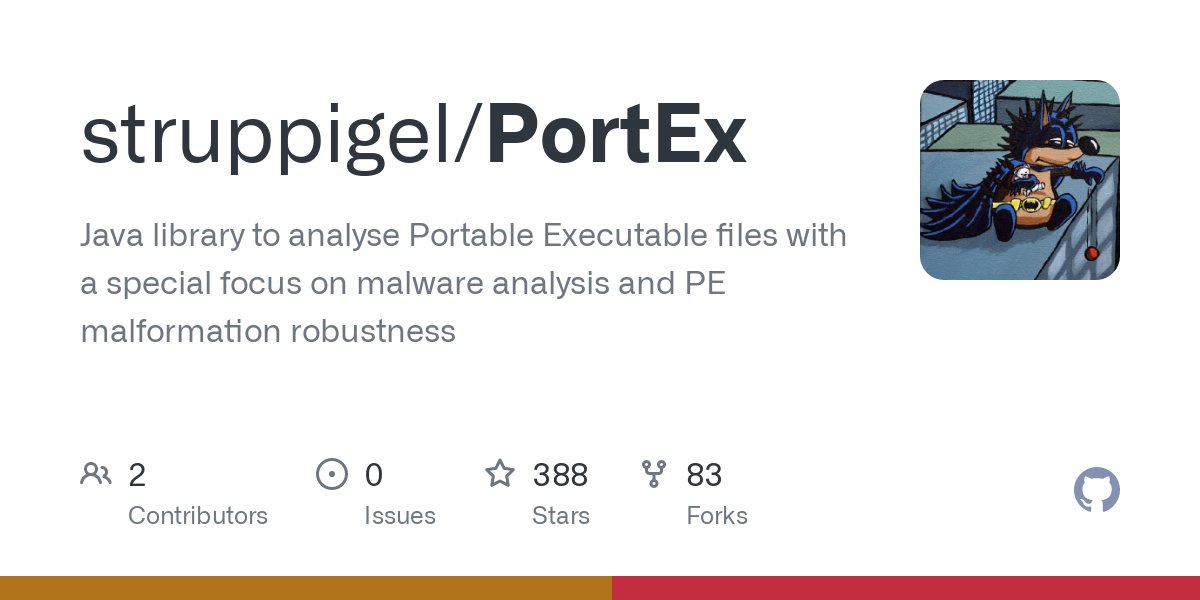 struppigel/PortEx
Java library to analyse Portable Executable files with
a special focus on malware analysis and PE
malformation robustness
2
Contributors
0
Issues
388
Stars
83
Forks